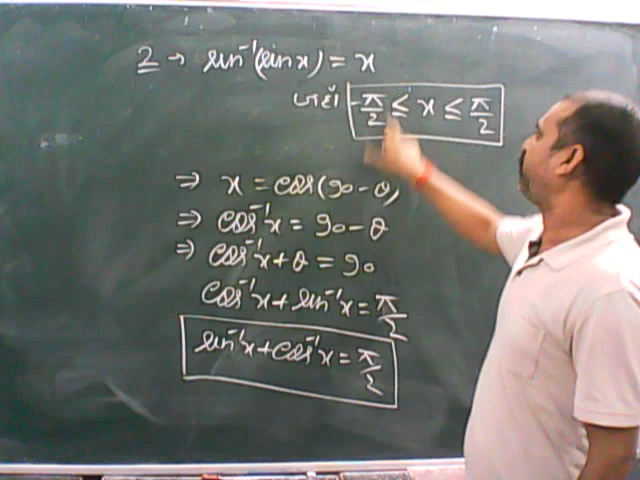 2 → sin⁻¹(sin x) = x
जहाँ -π/2 ≤ x ≤ π/2
⇒ x = cos(90 - θ)
⇒ cos⁻¹x = 90 - θ
⇒ cos⁻¹x + θ = 90
cos⁻¹x + sin⁻¹x = π/2
sin⁻¹x + cos⁻¹x = π/2